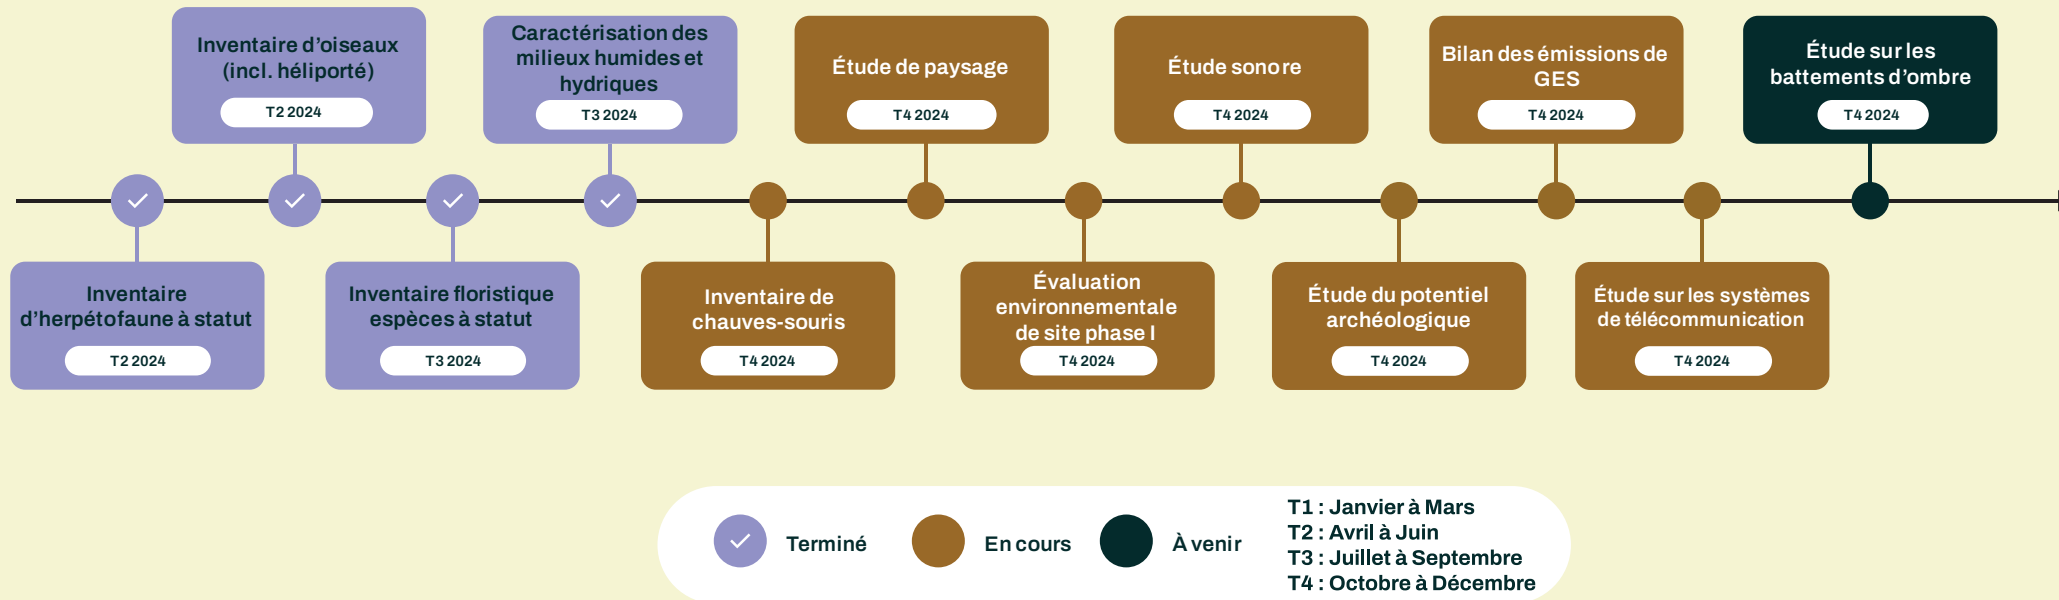 Inventaire d’oiseaux
(incl. héliporté)
T2 2024
Caractérisation des
milieux humides et
hydriques
T3 2024
Étude de paysage
T4 2024
Étude sonore
T4 2024
Bilan des émissions de
GES
T4 2024
Étude sur les
battements d’ombre
T4 2024
Inventaire
d’herpétofaune à statut
T2 2024
Inventaire floristique
espèces à statut
T3 2024
Inventaire de
chauves-souris
T4 2024
Évaluation
environnementale
de site phase I
T4 2024
Étude du potentiel
archéologique
T4 2024
Étude sur les systèmes
de télécommunication
T4 2024
Terminé
En cours
À venir
T1 : Janvier à Mars
T2 : Avril à Juin
T3 : Juillet à Septembre
T4 : Octobre à Décembre